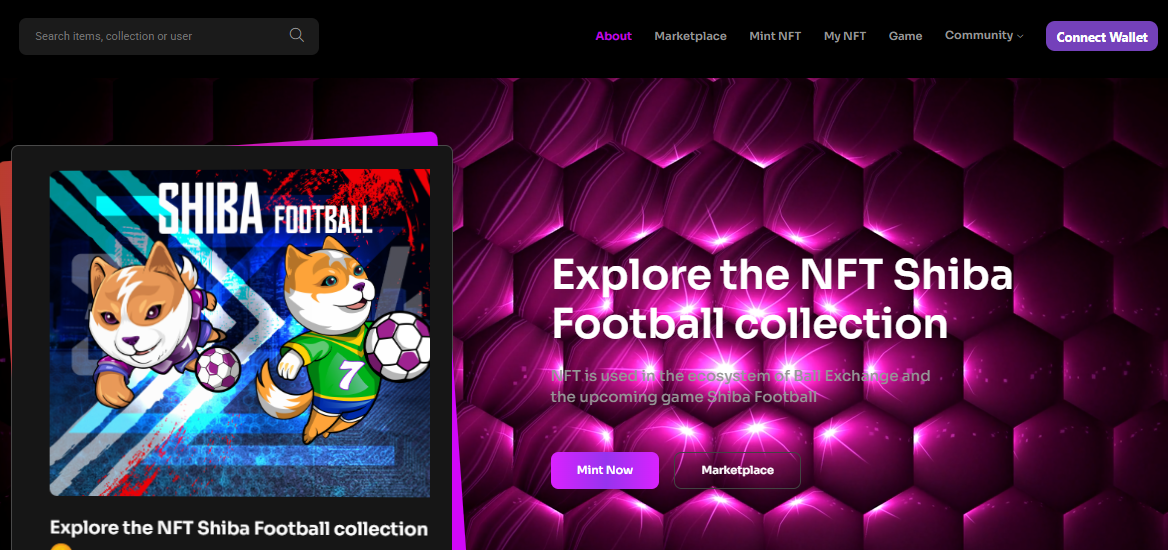 Search items, collection or user
About
Marketplace
Mint NFT
My NFT
Game
Community
Connect Wallet
SHIBA FOOTBALL
7
7
Explore the NFT Shiba
Football collection
NFT is used in the ecosystem of Ball Exchange and
the upcoming game Shiba Football
Mint Now
Marketplace
Explore the NFT Shiba Football collection